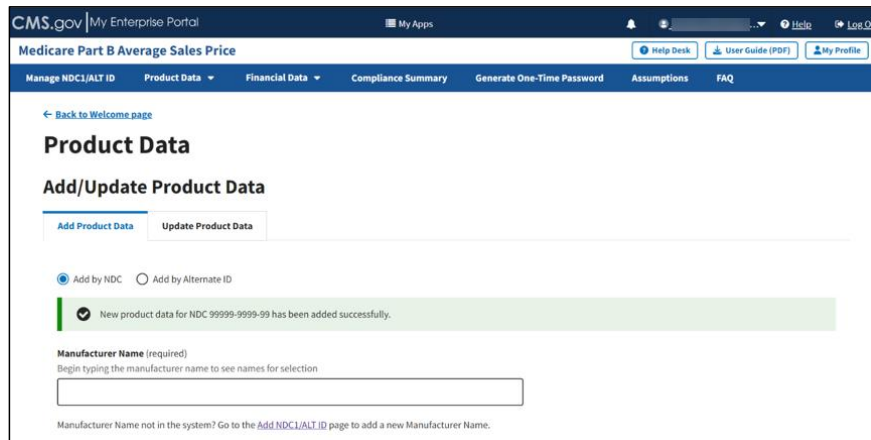 CMS.gov My Enterprise Portal
My Apps
...
Help
Log O
Medicare Part B Average Sales Price
Help Desk
User Guide (PDF)
My Profile
Manage NDC1/ALT ID
Product Data
Financial Data
Compliance Summary
Generate One-Time Password
Assumptions
FAQ
← Back to Welcome page
Product Data
Add/Update Product Data
Add Product Data
Update Product Data
Add by NDC
Add by Alternate ID
New product data for NDC 99999-9999-99 has been added successfully.
Manufacturer Name (required)
Begin typing the manufacturer name to see names for selection
Manufacturer Name not in the system? Go to the Add NDC1/ALT ID page to add a new Manufacturer Name.